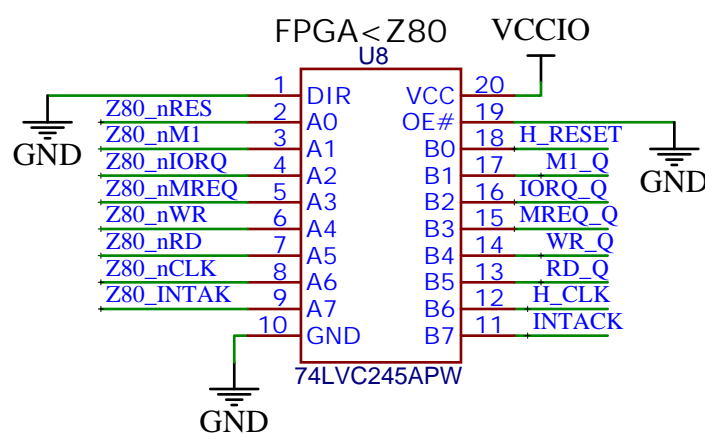 FPGA<Z80
U8
VCCIO
1 DIR VCC 20
Z80_nRES 2 A0 OE# 19
Z80_nM1 3 A1 B0 18 H_RESET
Z80_nIORQ 4 A2 B1 17 M1_Q
Z80_nMREQ 5 A3 B2 16 IORQ_Q
Z80_nWR 6 A4 B3 15 MREQ_Q
Z80_nRD 7 A5 B4 14 WR_Q
Z80_nCLK 8 A6 B5 13 RD_Q
Z80_INTAK 9 A7 B6 12 H_CLK
10 GND B7 11 INTACK
GND
GND
74LVC245APW
GND